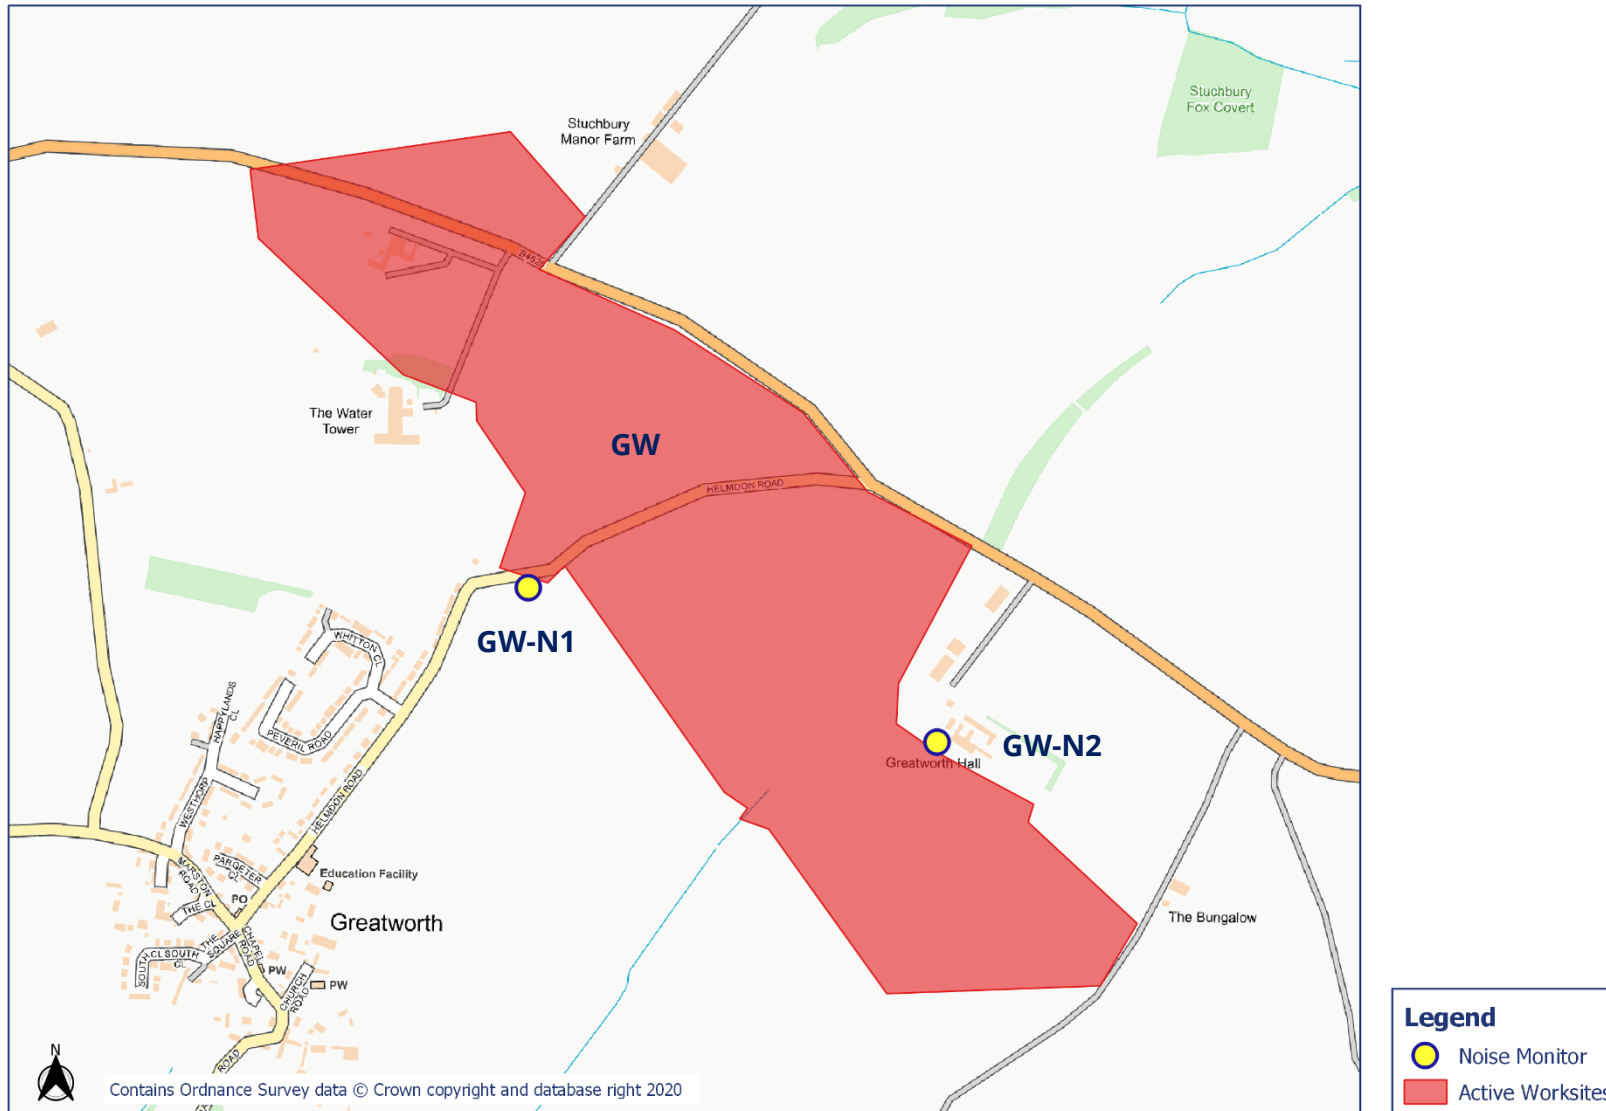 Stuchbury
Fox Covert
Stuchbury
Manor Farm
B4525
The Water
Tower
GW
HELMDON ROAD
GW-N1
WHITTON CL
HAPPYLANDS
CL
PEVERIL ROAD
GW-N2
Greatworth Hall
WESTHORP
HELMDON ROAD
MARSTON
ROAD
PARGETER
CL
Education Facility
PO
THE CL
Greatworth
The Bungalow
THE
SQUARE
CHAPEL
ROAD
SOUTH CL
SOUTH
CL
PW
PW
CHURCH
ROAD
ROAD
N
Contains Ordnance Survey data © Crown copyright and database right 2020
Legend
Noise Monitor
Active Worksites